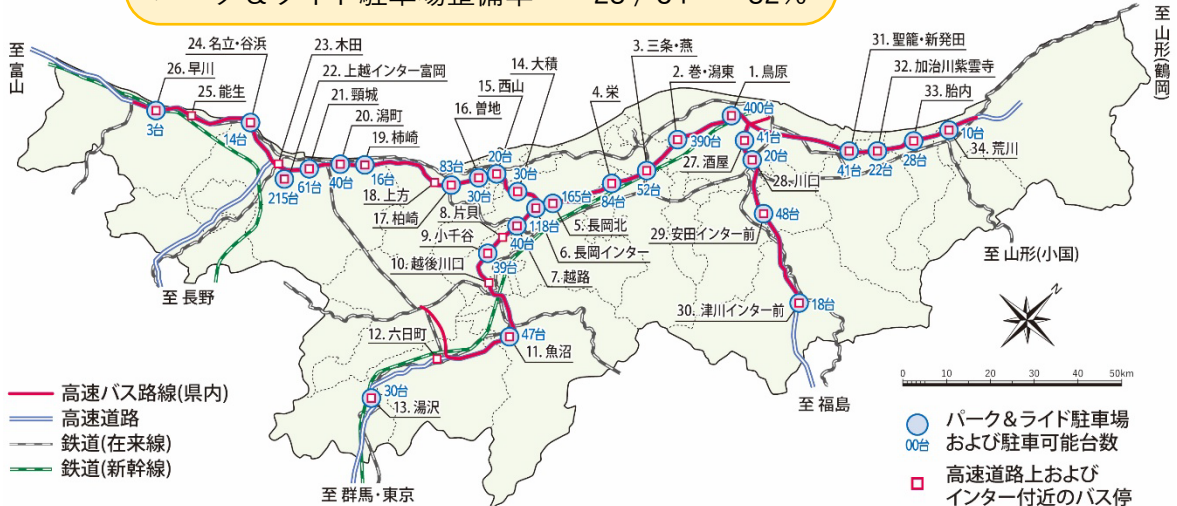 パーク&ライド駐車場整備率 28 / 34 82%
至富山
至山形(鶴岡)
24. 名立・谷浜
26. 早川
25. 能生
23. 木田
22. 上越インター富岡
21. 頸城
20. 潟町
19. 柿崎
16. 曽地
15. 西山
14. 大積
4. 栄
3. 三条・燕
2. 巻・潟東
1. 鳥原
31. 聖籠・新発田
32. 加治川紫雲寺
33. 胎内
34. 荒川
3台
14台
215台
61台
40台
16台
83台
30台
20台
30台
165台
84台
52台
390台
400台
41台
20台
41台
22台
28台
10台
27. 酒屋
28. 川口
18. 上方
17. 柏崎
8. 片貝
9. 小千谷
10. 越後川口
118台
40台
39台
5. 長岡北
6. 長岡インター
7. 越路
29. 安田インター前
48台
30. 津川インター前
18台
至 長野
至 山形(小国)
12. 六日町
47台
11. 魚沼
30台
13. 湯沢
至 群馬・東京
至 福島
N
0 10 20 30 40 50km
高速バス路線(県内)
高速道路
鉄道(在来線)
鉄道(新幹線)
00台
パーク&ライド駐車場
および駐車可能台数
高速道路上および
インター付近のバス停